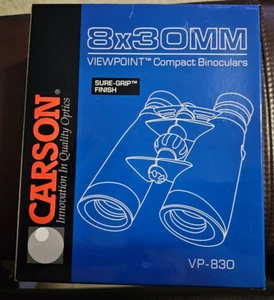 8x30MM
VIEWPOINT™ Compact Binoculars
SURE-GRIP™
FINISH
CARSON®
Innovation In Quality Optics
VP-830